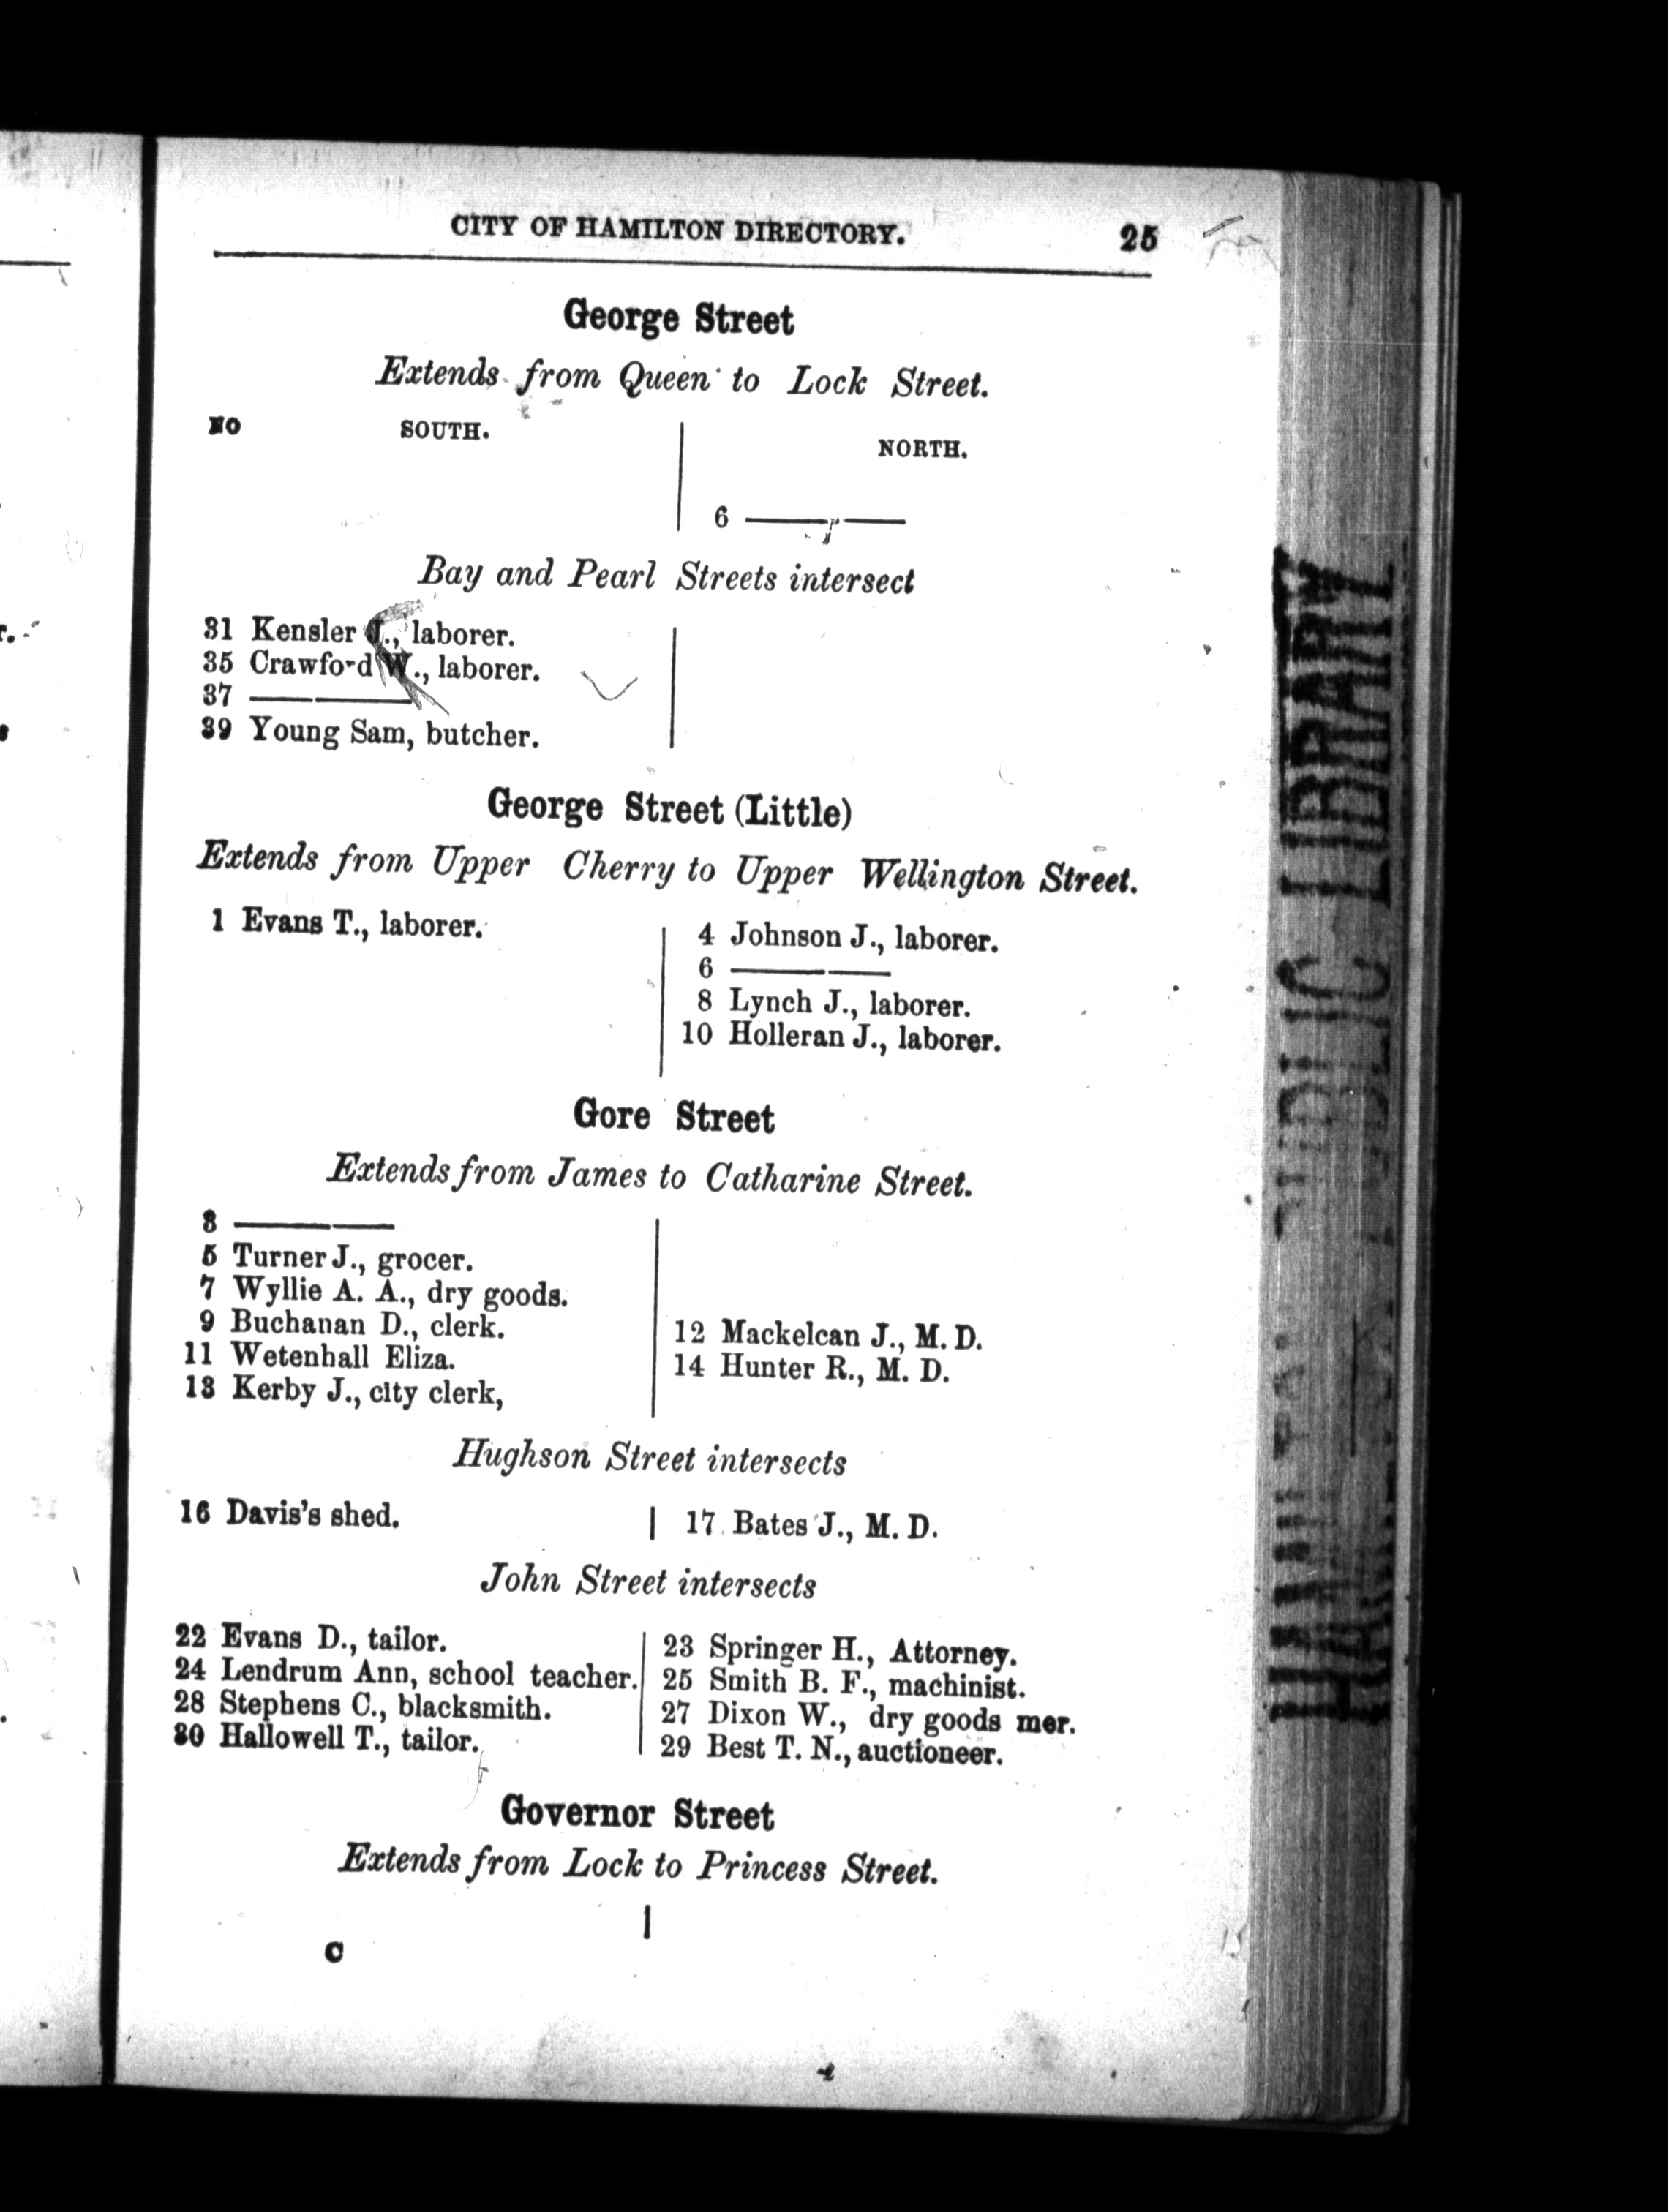 CITY OF HAMILTON DIRECTORY. 25
George Street
Extends from Queen to Lock Street.
NO SOUTH.
NORTH.
6 ————
Bay and Pearl Streets intersect
31 Kensler J., laborer.
35 Crawford W., laborer.
37 ————
39 Young Sam, butcher.
George Street (Little)
Extends from Upper Cherry to Upper Wellington Street.
1 Evans T., laborer.
4 Johnson J., laborer.
6 ————
8 Lynch J., laborer.
10 Holleran J., laborer.
Gore Street
Extends from James to Catharine Street.
3 ————
5 Turner J., grocer.
7 Wyllie A. A., dry goods.
9 Buchanan D., clerk.
11 Wetenhall Eliza.
13 Kerby J., city clerk,
12 Mackelcan J., M. D.
14 Hunter R., M. D.
Hughson Street intersects
16 Davis's shed.
17 Bates J., M. D.
John Street intersects
22 Evans D., tailor.
24 Lendrum Ann, school teacher.
28 Stephens C., blacksmith.
30 Hallowell T., tailor.
23 Springer H., Attorney.
25 Smith B. F., machinist.
27 Dixon W., dry goods mer.
29 Best T. N., auctioneer.
Governor Street
Extends from Lock to Princess Street.
C
HAMILTON PUBLIC LIBRARY